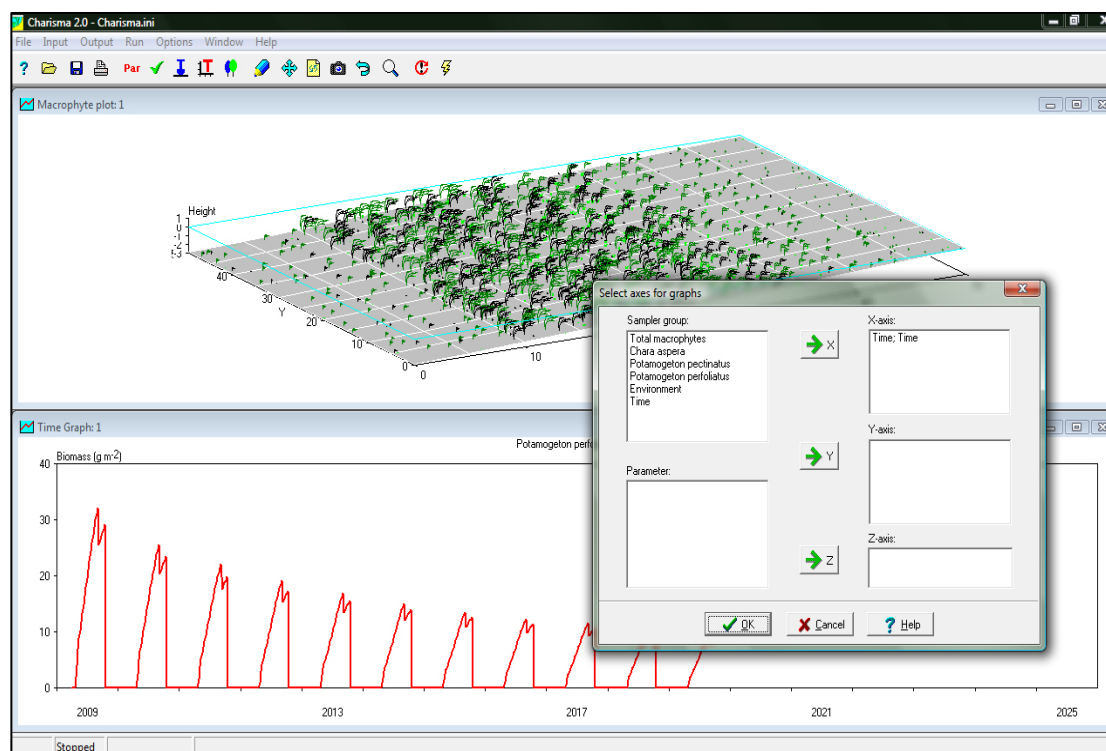 Charisma 2.0 - Charisma.ini
File Input Output Run Options Window Help
? Par
Macrophyte plot: 1
Height
1
0
-1
-2
-3
40
30
Y
20
10
0
0
10
Select axes for graphs
Sampler group:
Total macrophytes
Chara aspera
Potamogeton pectinatus
Potamogeton perfoliatus
Environment
Time
Parameter:
X
Y
Z
X-axis:
Time; Time
Y-axis:
Z-axis:
OK Cancel ? Help
Time Graph: 1
Biomass (g m-2)
40
30
20
10
0
2009 2013 2017 2021 2025
Stopped